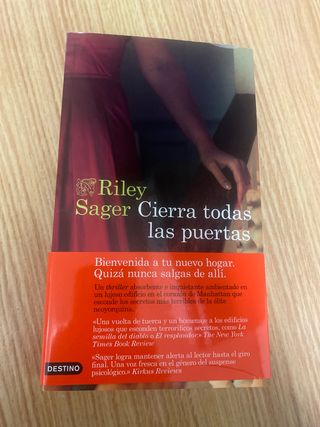 Riley
Sager Cierra todas
las puertas
Bienvenida a tu nuevo hogar.
Quizá nunca salgas de allí.
Un thriller absorbente e inquietante ambientado en
un lujoso edificio en el corazón de Manhattan que
esconde los secretos más terribles de la élite
neoyorquina.
«Una vuelta de tuerca y un homenaje a los edificios
lujosos que esconden terroríficos secretos, como La
semilla del diablo o El resplandor.» The New York
Times Book Review
«Sager logra mantener alerta al lector hasta el giro
final. Una voz fresca en el género del suspense
psicológico.» Kirkus Reviews
DESTINO